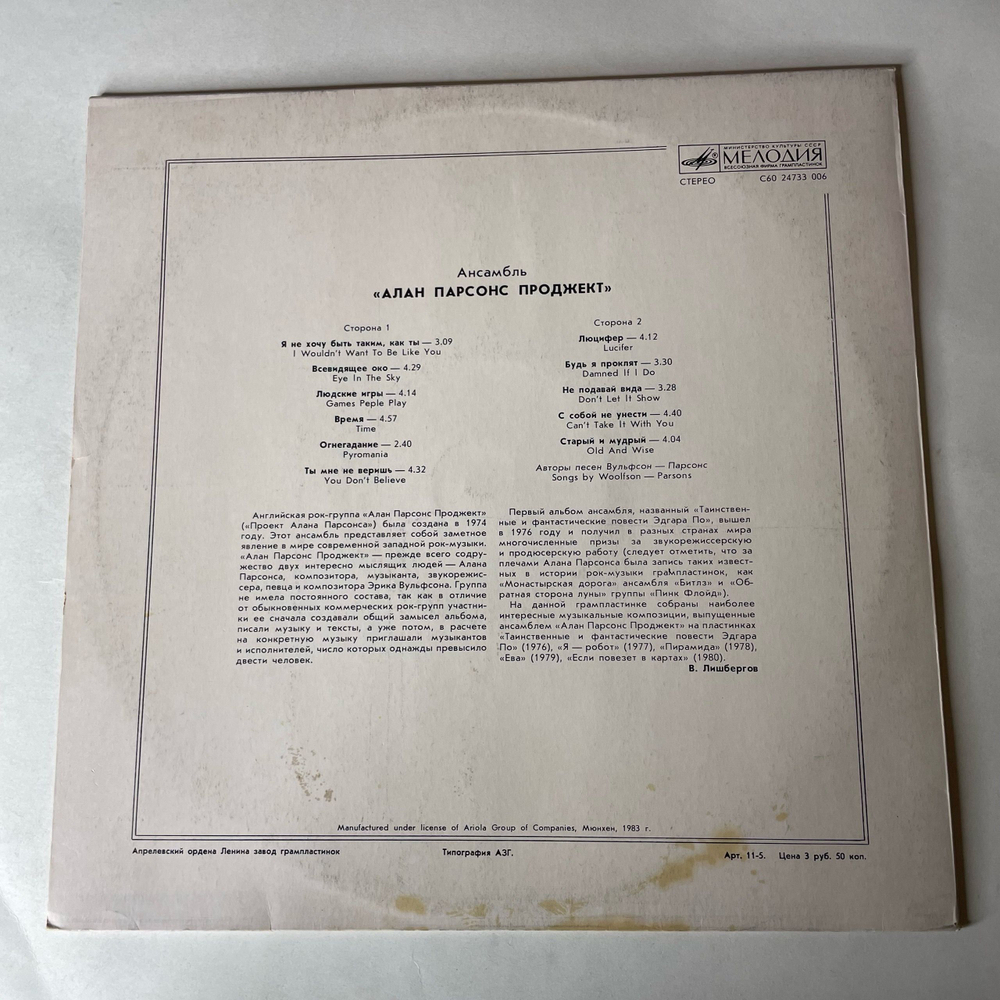 МИНИСТЕРСТВО КУЛЬТУРЫ СССР
МЕЛОДИЯ
ВСЕСОЮЗНАЯ ФИРМА ГРАМПЛАСТИНОК
СТЕРЕО С60 24733 006
Ансамбль
«АЛАН ПАРСОНС ПРОДЖЕКТ»
Сторона 1
Я не хочу быть таким, как ты — 3.09
I Wouldn't Want To Be Like You
Всевидящее око — 4.29
Eye In The Sky
Людские игры — 4.14
Games Peple Play
Время — 4.57
Time
Огнегадание — 2.40
Pyromania
Ты мне не веришь — 4.32
You Don't Believe
Сторона 2
Люцифер — 4.12
Lucifer
Будь я проклят — 3.30
Damned If I Do
Не подавай вида — 3.28
Don't Let It Show
С собой не унести — 4.40
Can't Take It With You
Старый и мудрый — 4.04
Old And Wise
Авторы песен Вульфсон — Парсонс
Songs by Woolfson — Parsons
Английская рок-группа «Алан Парсонс Проджект»
(«Проект Алана Парсонса») была создана в 1974
году. Этот ансамбль представляет собой заметное
явление в мире современной западной рок-музыки.
«Алан Парсонс Проджект» — прежде всего содру-
жество двух интересно мыслящих людей — Алана
Парсонса, композитора, музыканта, звукорежис-
сера, певца и композитора Эрика Вульфсона. Группа
не имела постоянного состава, так как в отличие
от обыкновенных коммерческих рок-групп участни-
ки ее сначала создавали общий замысел альбома,
писали музыку и тексты, а уже потом, в расчете
на конкретную музыку приглашали музыкантов
и исполнителей, число которых однажды превысило
двести человек.
Первый альбом ансамбля, названный «Таинствен-
ные и фантастические повести Эдгара По», вышел
в 1976 году и получил в разных странах мира
многочисленные призы за звукорежиссерскую
и продюсерскую работу (следует отметить, что за
плечами Алана Парсонса была запись таких извест-
ных в истории рок-музыки грампластинок, как
«Монастырская дорога» ансамбля «Битлз» и «Об-
ратная сторона луны» группы «Пинк Флойд»).
На данной грампластинке собраны наиболее
интересные музыкальные композиции, выпущенные
ансамблем «Алан Парсонс Проджект» на пластинках
«Таинственные и фантастические повести Эдгара
По» (1976), «Я — робот» (1977), «Пирамида» (1978),
«Ева» (1979), «Если повезет в картах» (1980).
В. Лишбергов
Manufactured under license of Ariola Group of Companies, Мюнхен, 1983 г.
Апрелевский ордена Ленина завод грампластинок Типография АЗГ. Арт. 11-5. Цена 3 руб. 50 коп.